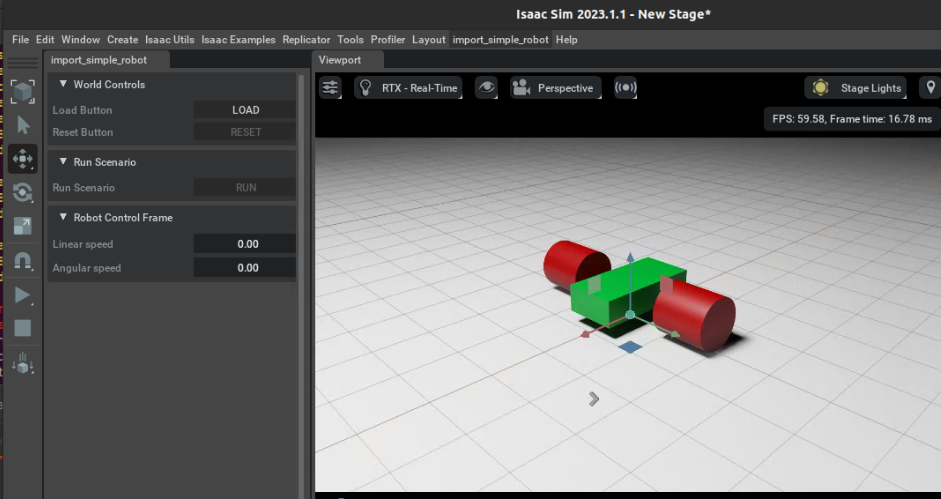 Isaac Sim 2023.1.1 - New Stage*
File Edit Window Create Isaac Utils Isaac Examples Replicator Tools Profiler Layout import_simple_robot Help
import_simple_robot
World Controls
Load Button LOAD
Reset Button RESET
Run Scenario
Run Scenario RUN
Robot Control Frame
Linear speed 0.00
Angular speed 0.00
Viewport
RTX - Real-Time Perspective Stage Lights
FPS: 59.58, Frame time: 16.78 ms